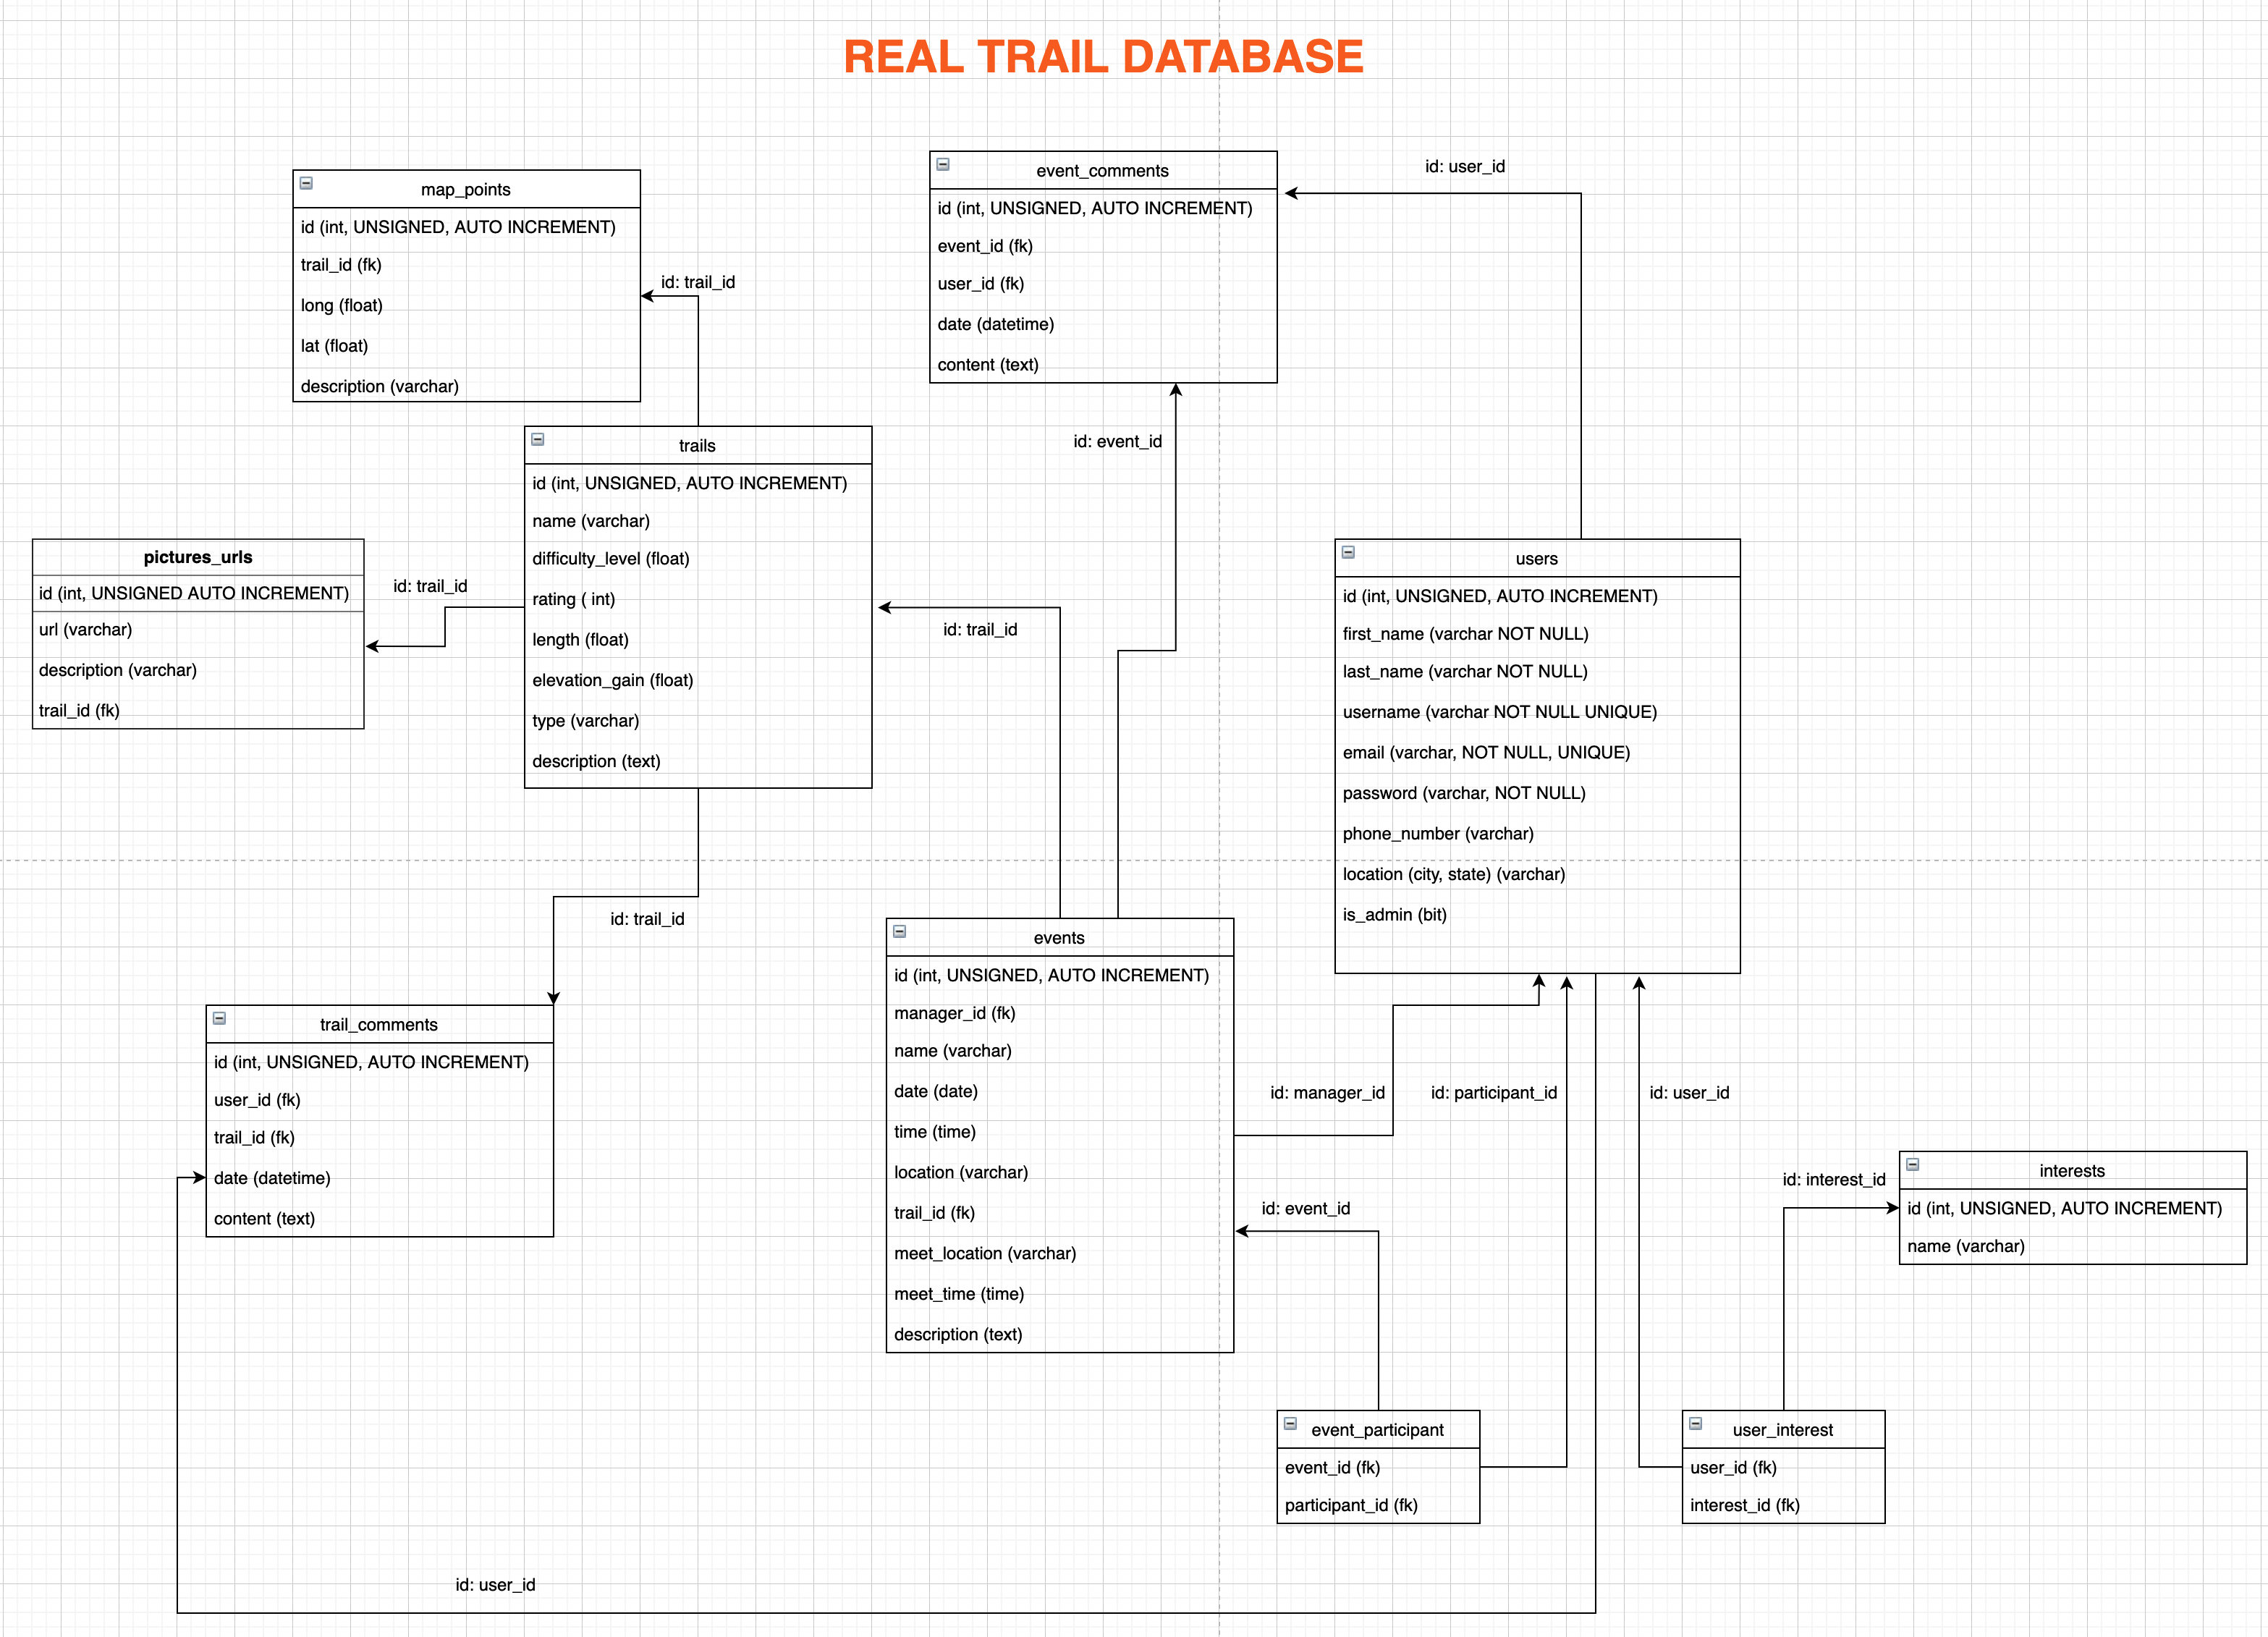 REAL TRAIL DATABASE
map_points
id (int, UNSIGNED, AUTO INCREMENT)
trail_id (fk)
long (float)
lat (float)
description (varchar)
id: trail_id
event_comments
id (int, UNSIGNED, AUTO INCREMENT)
event_id (fk)
user_id (fk)
date (datetime)
content (text)
id: user_id
id: event_id
trails
id (int, UNSIGNED, AUTO INCREMENT)
name (varchar)
difficulty_level (float)
rating ( int)
length (float)
elevation_gain (float)
type (varchar)
description (text)
pictures_urls
id (int, UNSIGNED AUTO INCREMENT)
url (varchar)
description (varchar)
trail_id (fk)
id: trail_id
id: trail_id
users
id (int, UNSIGNED, AUTO INCREMENT)
first_name (varchar NOT NULL)
last_name (varchar NOT NULL)
username (varchar NOT NULL UNIQUE)
email (varchar, NOT NULL, UNIQUE)
password (varchar, NOT NULL)
phone_number (varchar)
location (city, state) (varchar)
is_admin (bit)
id: trail_id
trail_comments
id (int, UNSIGNED, AUTO INCREMENT)
user_id (fk)
trail_id (fk)
date (datetime)
content (text)
events
id (int, UNSIGNED, AUTO INCREMENT)
manager_id (fk)
name (varchar)
date (date)
time (time)
location (varchar)
trail_id (fk)
meet_location (varchar)
meet_time (time)
description (text)
id: manager_id
id: participant_id
id: user_id
id: event_id
id: interest_id
interests
id (int, UNSIGNED, AUTO INCREMENT)
name (varchar)
event_participant
event_id (fk)
participant_id (fk)
user_interest
user_id (fk)
interest_id (fk)
id: user_id